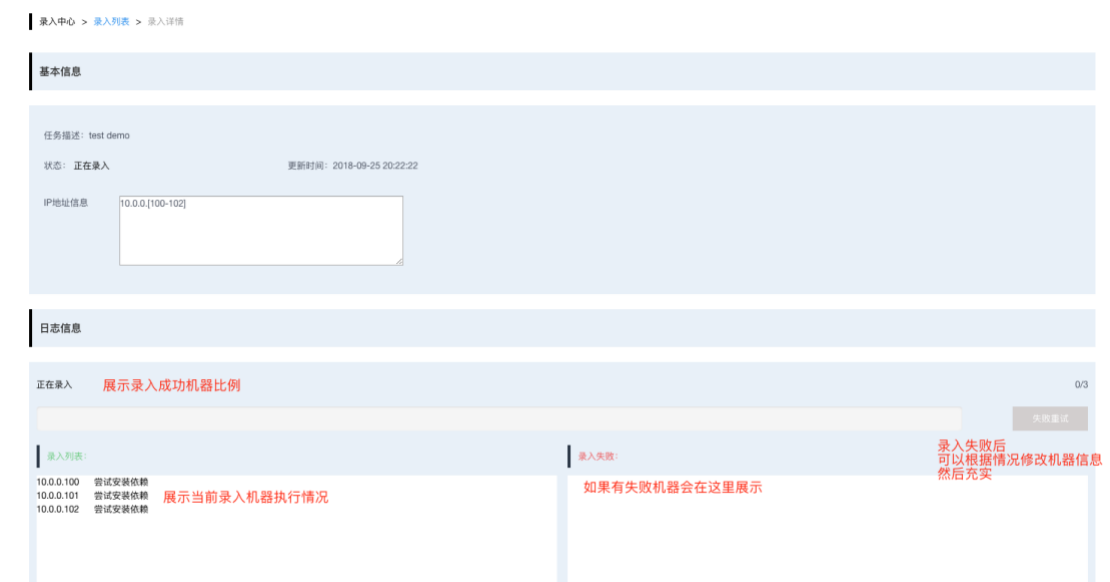 录入中心 > 录入列表 > 录入详情
基本信息
任务描述：test demo
状态： 正在录入 更新时间：2018-09-25 20:22:22
IP地址信息 10.0.0.[100-102]
日志信息
正在录入 展示录入成功机器比例 0/3
失败重试
录入列表：
录入失败：
录入失败后
可以根据情况修改机器信息
然后充实
10.0.0.100 尝试安装依赖
10.0.0.101 尝试安装依赖
10.0.0.102 尝试安装依赖
展示当前录入机器执行情况
如果有失败机器会在这里展示